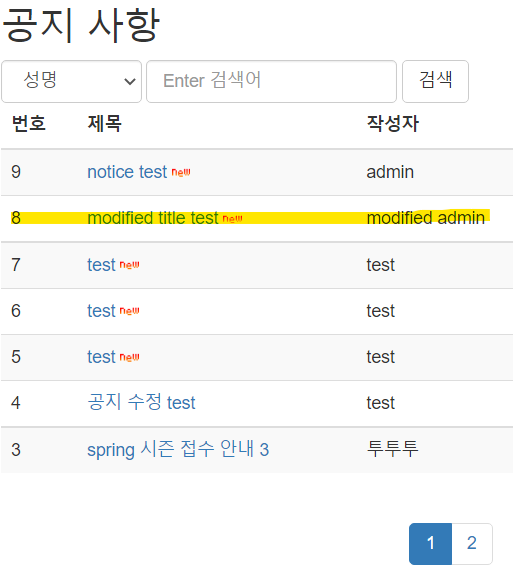 공지 사항
성명 Enter 검색어 검색
번호 제목 작성자
9 notice test new admin
8 modified title test new modified admin
7 test new test
6 test new test
5 test new test
4 공지 수정 test test
3 spring 시즌 접수 안내 3 투투투
1 2